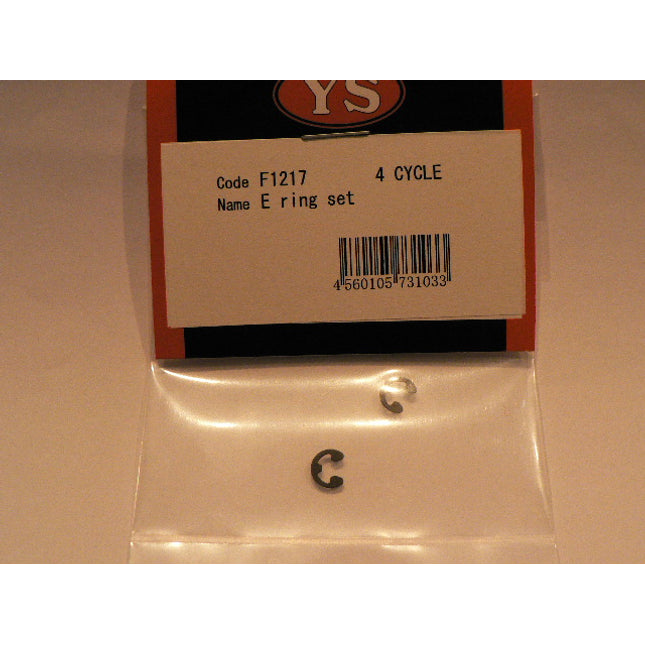 YS
Code F1217 4 CYCLE
Name E ring set
4 560105 731033